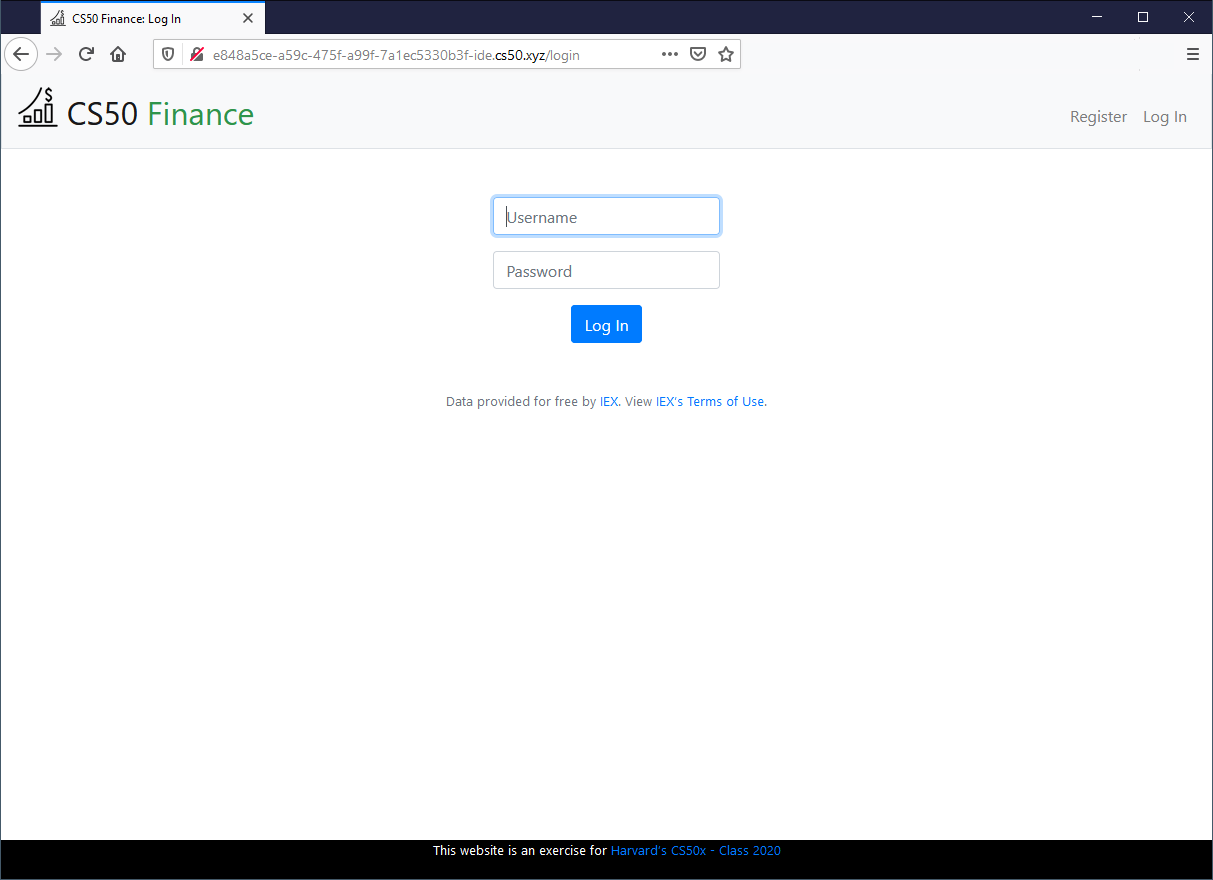 CS50 Finance: Log In
e848a5ce-a59c-475f-a99f-7a1ec5330b3f-ide.cs50.xyz/login
CS50 Finance
Register Log In
Username
Password
Log In
Data provided for free by IEX. View IEX's Terms of Use.
This website is an exercise for Harvard's CS50x - Class 2020